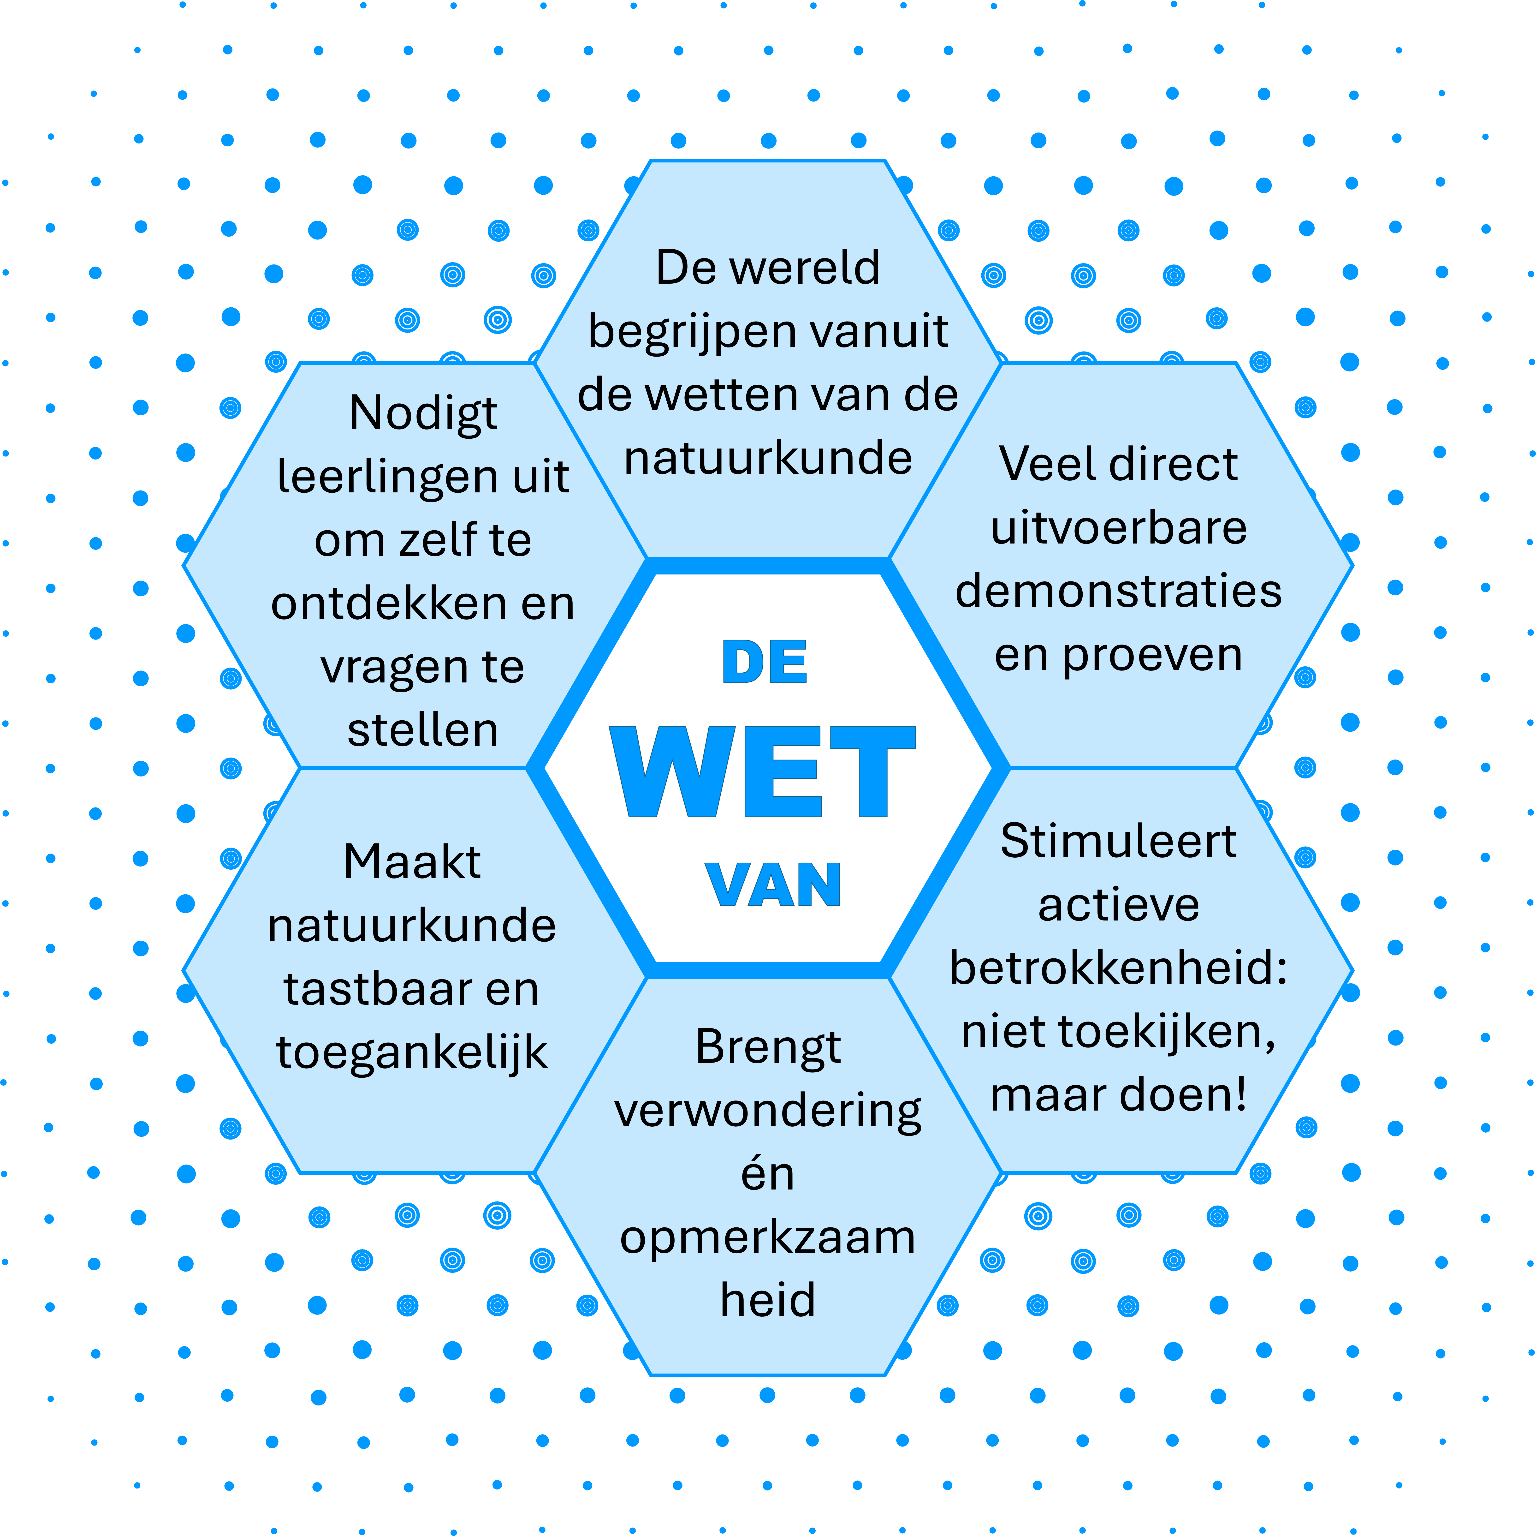 De wereld
begrijpen vanuit
de wetten van de
natuurkunde
Nodigt
leerlingen uit
om zelf te
ontdekken en
vragen te
stellen
Veel direct
uitvoerbare
demonstraties
en proeven
DE
WET
VAN
Maakt
natuurkunde
tastbaar en
toegankelijk
Stimuleert
actieve
betrokkenheid:
niet toekijken,
maar doen!
Brengt
verwondering
én
opmerkzaam
heid